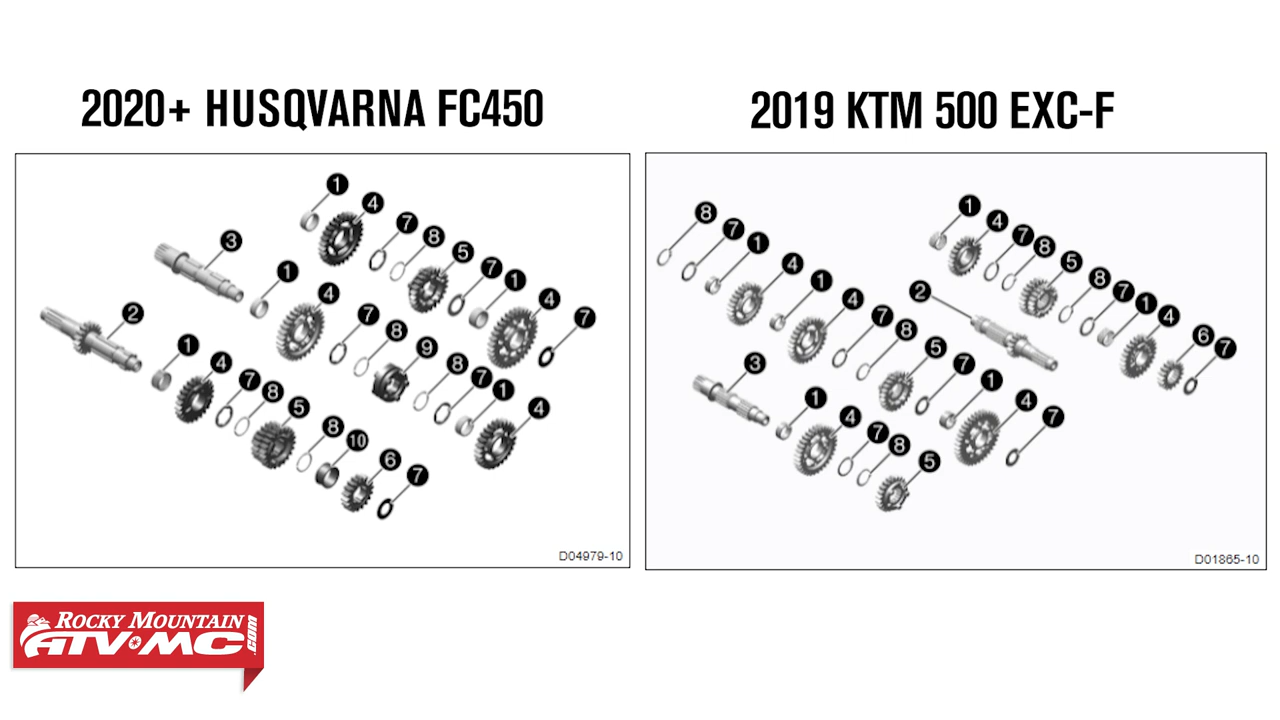 2020+ HUSQVARNA FC450
1 4 7 8 5 7 1 4 7
3 1 4 7 8 9 8 7 1 4
2 1 4 7 8 5 8 10 6 7
D04979-10
2019 KTM 500 EXC-F
1 4 7 8 5 8 7 1 4 6 7
8 7 1 4 1 4 7 8 5 7 1 4 7
2
3 1 4 7 8 5
D01865-10
ROCKY MOUNTAIN
ATV MC .com